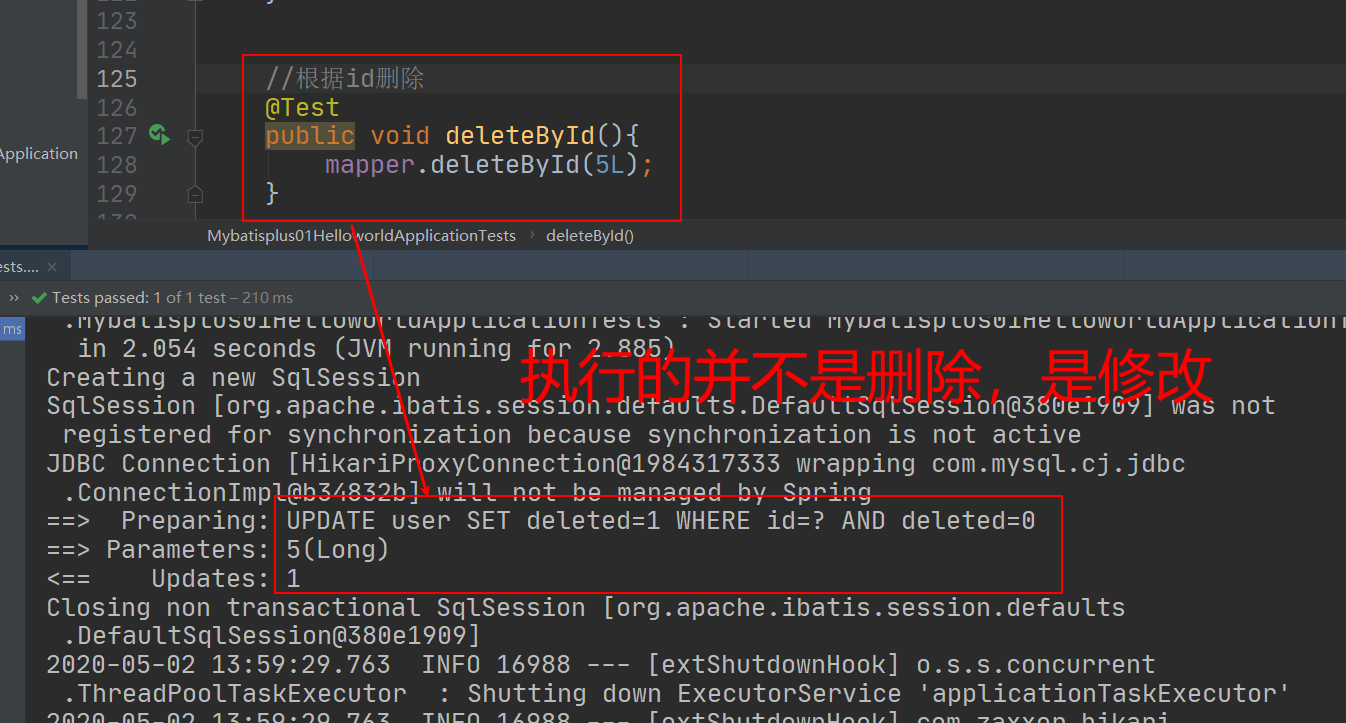 123
124
125 //根据id删除
126 @Test
127 public void deleteById(){
Application
128 mapper.deleteById(5L);
129 }
Mybatisplus01HelloworldApplicationTests › deleteById()
ests.... ×
» Tests passed: 1 of 1 test – 210 ms
ms
.Mybatisplus01HelloworldApplicationTests : Started Mybatisplus01HelloworldApplicationT
in 2.054 seconds (JVM running for 2.885)
执行的并不是删除，是修改
Creating a new SqlSession
SqlSession [org.apache.ibatis.session.defaults.DefaultSqlSession@380e1909] was not
registered for synchronization because synchronization is not active
JDBC Connection [HikariProxyConnection@1984317333 wrapping com.mysql.cj.jdbc
.ConnectionImpl@b34832b] will not be managed by Spring
==>  Preparing: UPDATE user SET deleted=1 WHERE id=? AND deleted=0
==> Parameters: 5(Long)
<==    Updates: 1
Closing non transactional SqlSession [org.apache.ibatis.session.defaults
.DefaultSqlSession@380e1909]
2020-05-02 13:59:29.763  INFO 16988 --- [extShutdownHook] o.s.s.concurrent
.ThreadPoolTaskExecutor  : Shutting down ExecutorService 'applicationTaskExecutor'
2020-05-02 13:59:29.763  INFO 16988 --- [extShutdownHook] com.zaxxer.hikari